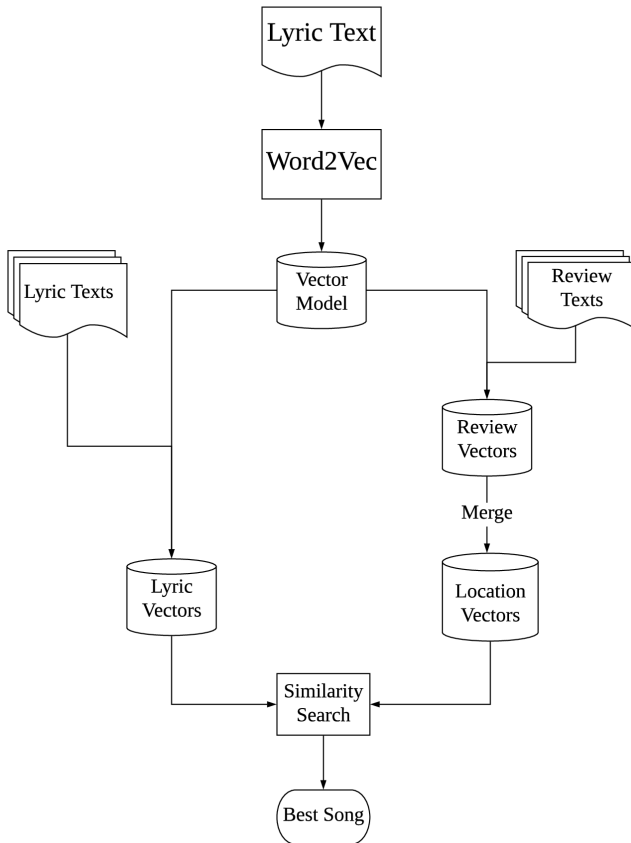 Lyric Text
Word2Vec
Vector
Model
Lyric Texts
Review
Texts
Review
Vectors
Merge
Lyric
Vectors
Location
Vectors
Similarity
Search
Best Song